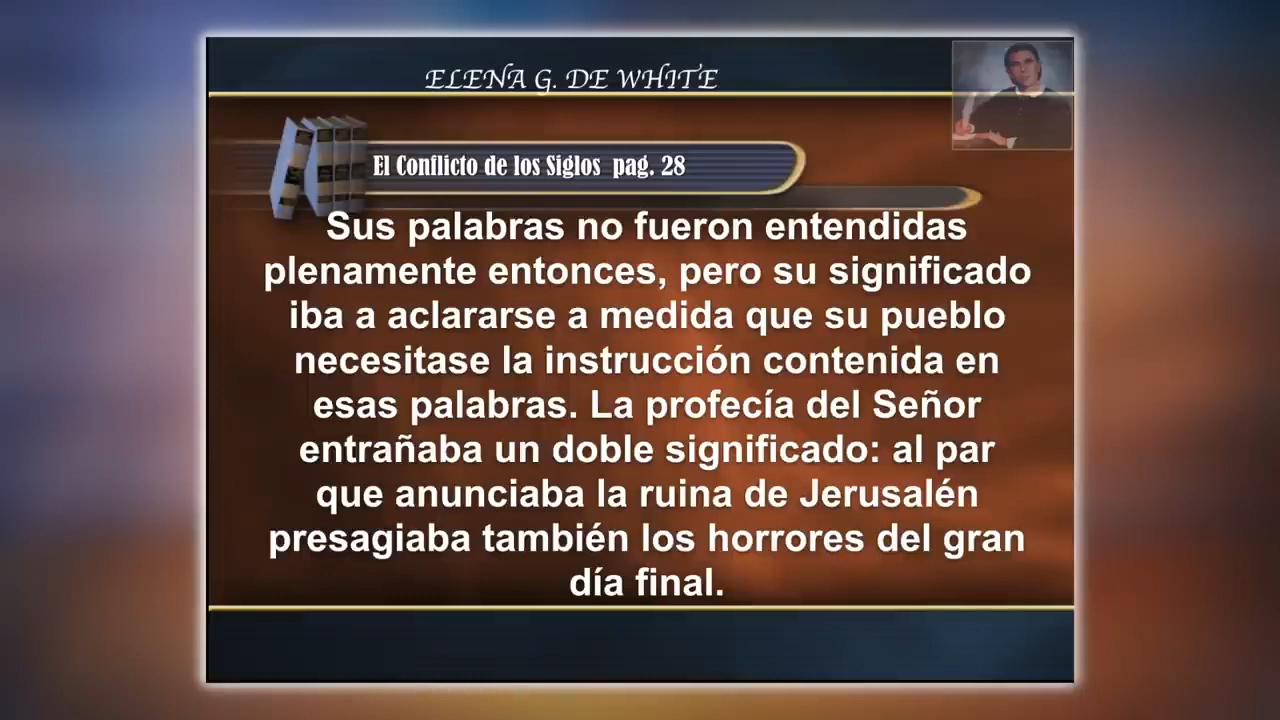 ELENA G. DE WHITE
El Conflicto de los Siglos pag. 28
Sus palabras no fueron entendidas
plenamente entonces, pero su significado
iba a aclararse a medida que su pueblo
necesitase la instrucción contenida en
esas palabras. La profecía del Señor
entrañaba un doble significado: al par
que anunciaba la ruina de Jerusalén
presagiaba también los horrores del gran
día final.